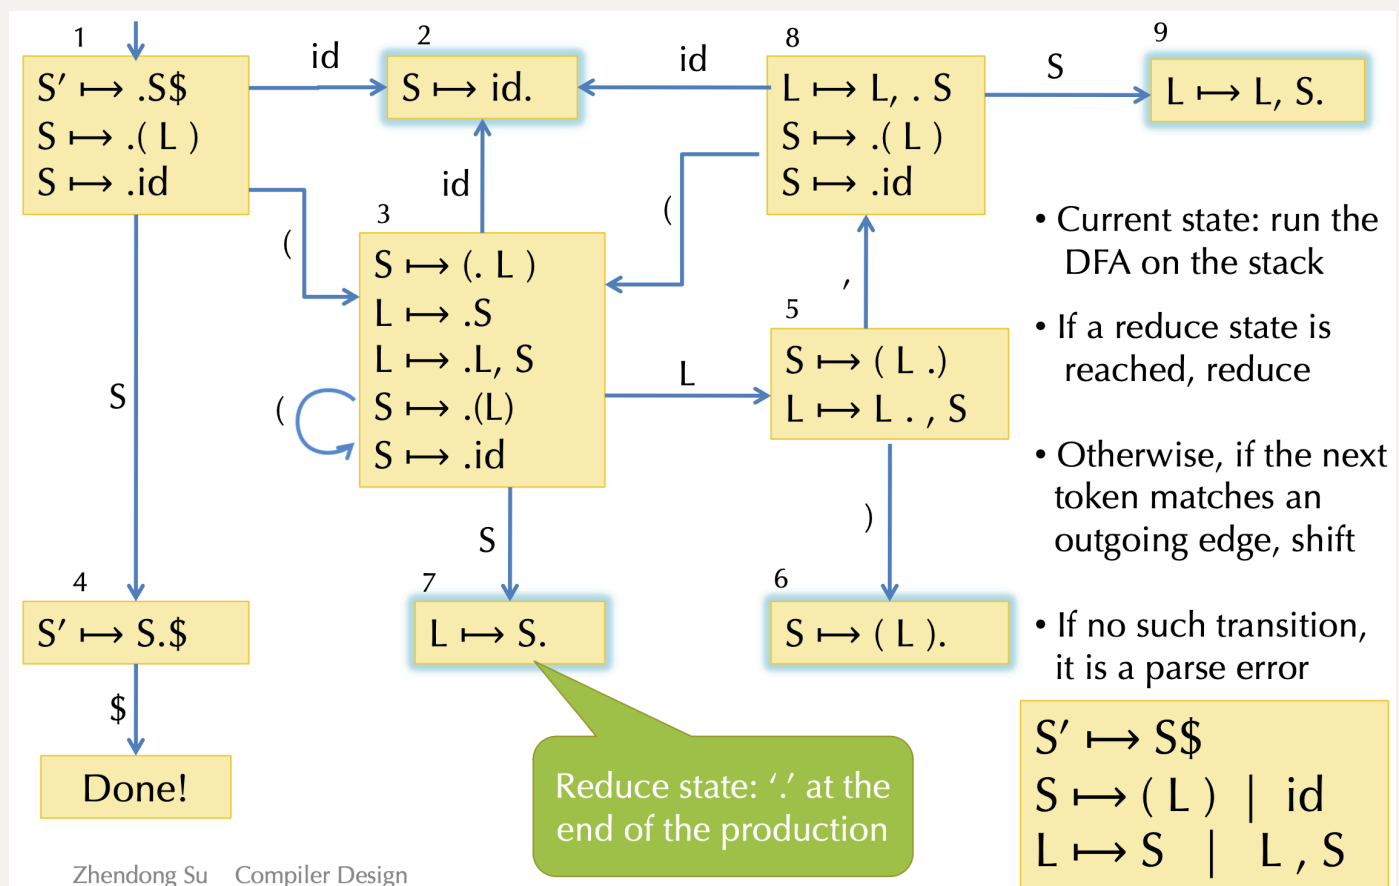 1
S′ ↦ .S$
S ↦ .( L )
S ↦ .id
id
2
S ↦ id.
id
8
L ↦ L, . S
S ↦ .( L )
S ↦ .id
S
9
L ↦ L, S.
(
id
(
3
S ↦ (. L )
L ↦ .S
L ↦ .L, S
S ↦ .(L)
S ↦ .id
(
L
,
5
S ↦ ( L .)
L ↦ L . , S
S
S
)
4
S′ ↦ S.$
$
Done!
7
L ↦ S.
6
S ↦ ( L ).
Reduce state: ‘.’ at the
end of the production
• Current state: run the
DFA on the stack
• If a reduce state is
reached, reduce
• Otherwise, if the next
token matches an
outgoing edge, shift
• If no such transition,
it is a parse error
S′ ↦ S$
S ↦ ( L ) | id
L ↦ S | L , S
Zhendong Su Compiler Design